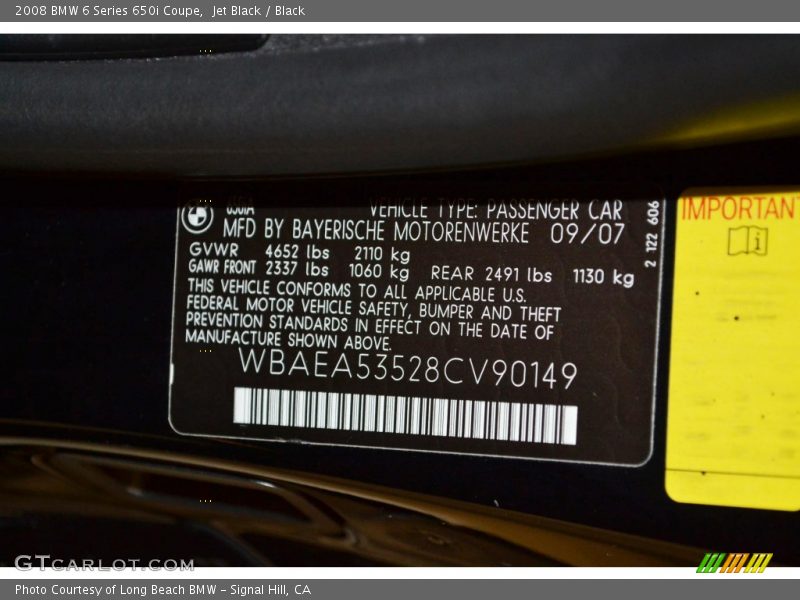 2008 BMW 6 Series 650i Coupe, Jet Black / Black
650iA VEHICLE TYPE: PASSENGER CAR
MFD BY BAYERISCHE MOTORENWERKE 09/07
GVWR 4652 lbs 2110 kg
GAWR FRONT 2337 lbs 1060 kg REAR 2491 lbs 1130 kg
THIS VEHICLE CONFORMS TO ALL APPLICABLE U.S.
FEDERAL MOTOR VEHICLE SAFETY, BUMPER AND THEFT
PREVENTION STANDARDS IN EFFECT ON THE DATE OF
MANUFACTURE SHOWN ABOVE.
WBAEA53528CV90149
2 122 606
IMPORTANT
GTCARLOT.COM
Photo Courtesy of Long Beach BMW - Signal Hill, CA